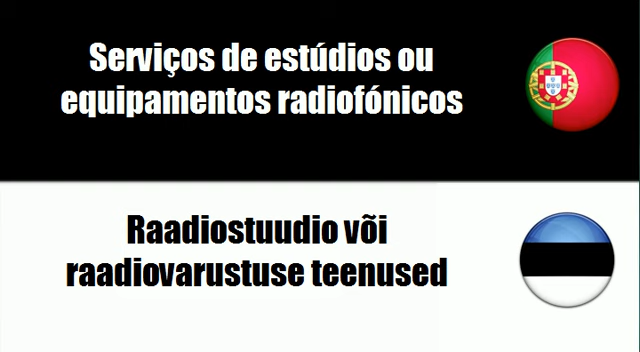 Serviços de estúdios ou
equipamentos radiofónicos
Raadiostuudio või
raadiovarustuse teenused